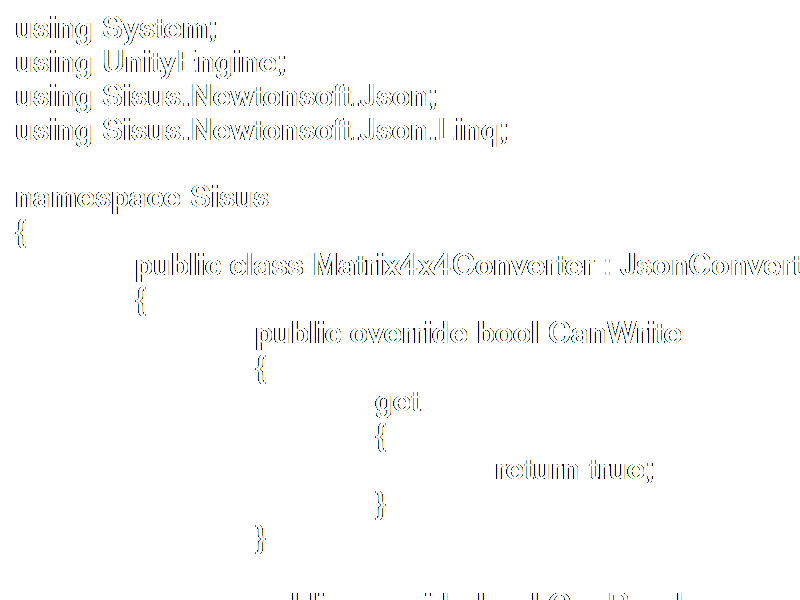 using System;
using UnityEngine;
using Sisus.Newtonsoft.Json;
using Sisus.Newtonsoft.Json.Linq;
namespace Sisus
{
public class Matrix4x4Converter : JsonConvert
{
public override bool CanWrite
{
get
{
return true;
}
}